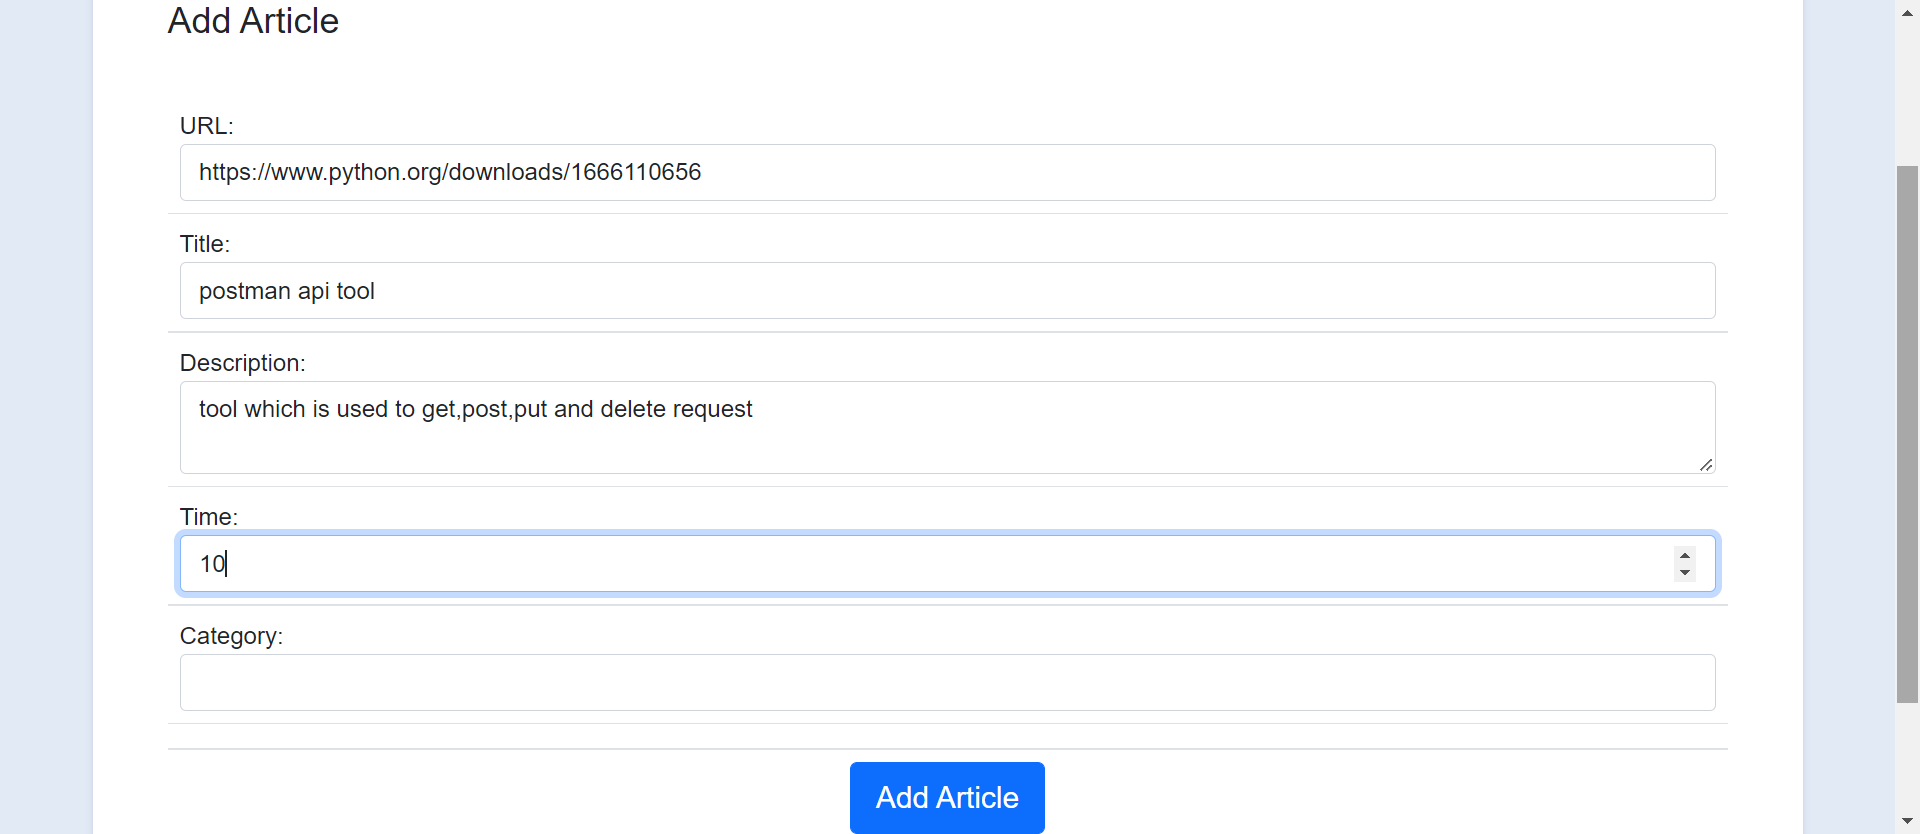 Add Article
URL:
https://www.python.org/downloads/1666110656
Title:
postman api tool
Description:
tool which is used to get,post,put and delete request
Time:
10
Category:
Add Article